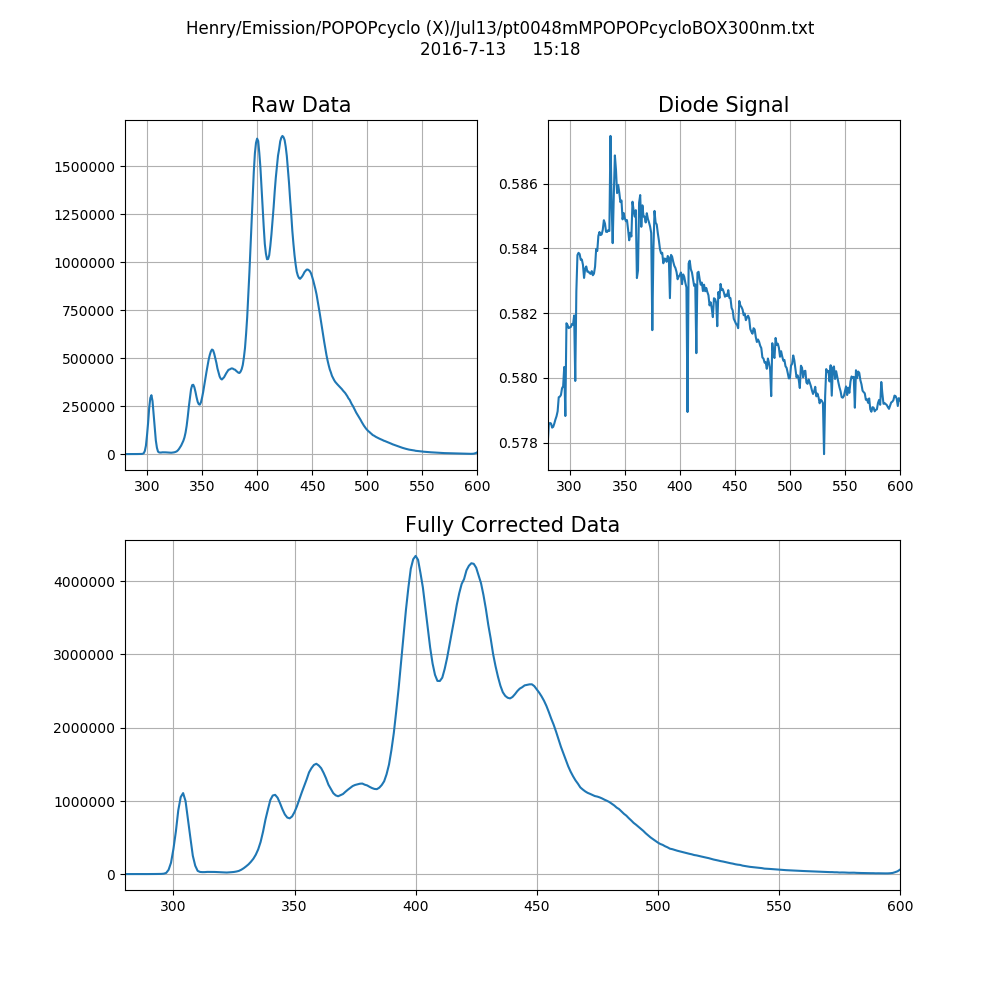 Henry/Emission/POPOPcyclo (X)/Jul13/pt0048mMPOPOPcycloBOX300nm.txt
2016-7-13 15:18
Raw Data
1500000
1250000
1000000
750000
500000
250000
0
300 350 400 450 500 550 600
Diode Signal
0.586
0.584
0.582
0.580
0.578
300 350 400 450 500 550 600
Fully Corrected Data
4000000
3000000
2000000
1000000
0
300 350 400 450 500 550 600